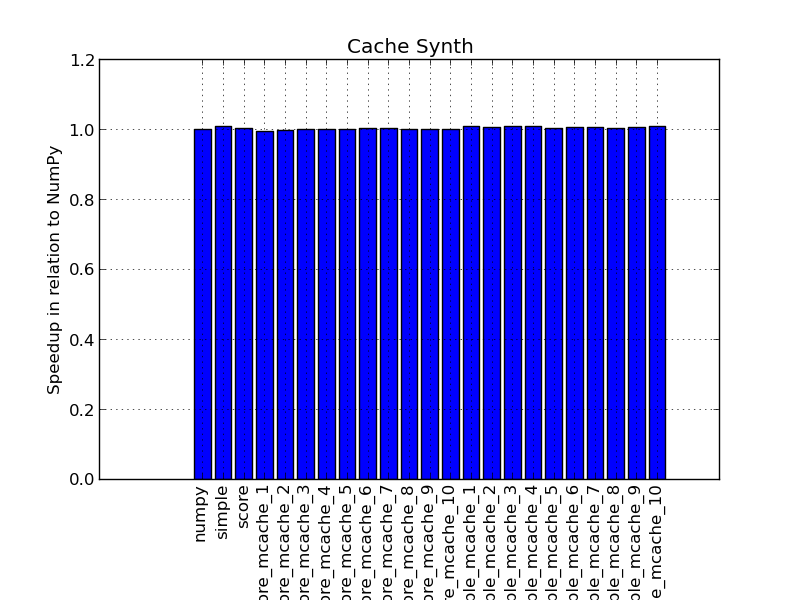 Cache Synth
Speedup in relation to NumPy
1.2
1.0
0.8
0.6
0.4
0.2
0.0
numpy
simple
score
ore_mcache_1
ore_mcache_2
ore_mcache_3
ore_mcache_4
ore_mcache_5
ore_mcache_6
ore_mcache_7
ore_mcache_8
ore_mcache_9
re_mcache_10
ple_mcache_1
ple_mcache_2
ple_mcache_3
ple_mcache_4
ple_mcache_5
ple_mcache_6
ple_mcache_7
ple_mcache_8
ple_mcache_9
e_mcache_10